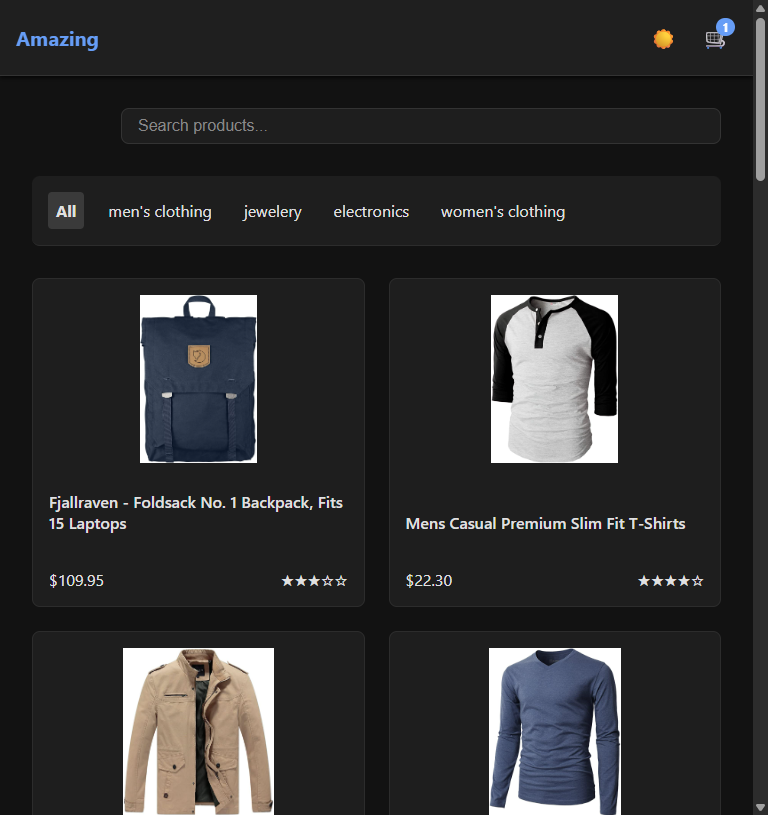 Amazing
1
Search products...
All men's clothing jewelery electronics women's clothing
Fjallraven - Foldsack No. 1 Backpack, Fits
15 Laptops
$109.95 ★★★☆☆
Mens Casual Premium Slim Fit T-Shirts
$22.30 ★★★★☆